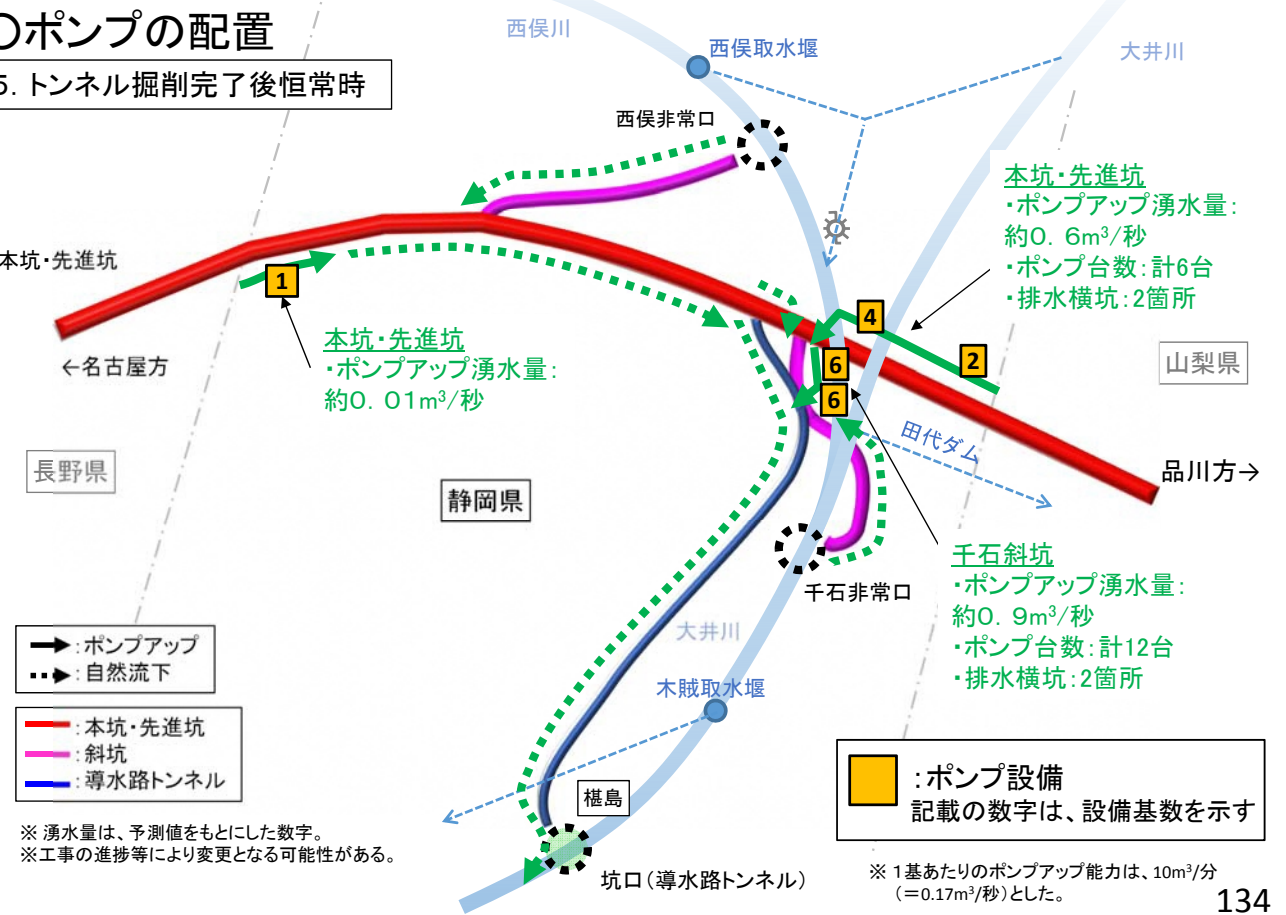 〇ポンプの配置
5. トンネル掘削完了後恒常時
西俣川
西俣取水堰
大井川
西俣非常口
本坑・先進坑
・ポンプアップ湧水量:
約0.6m³/秒
・ポンプ台数:計6台
・排水横坑:2箇所
本坑・先進坑
1
4
2
6
6
本坑・先進坑
・ポンプアップ湧水量:
約0.01m³/秒
←名古屋方
山梨県
田代ダム
品川方→
長野県
静岡県
千石斜坑
・ポンプアップ湧水量:
約0.9m³/秒
・ポンプ台数:計12台
・排水横坑:2箇所
千石非常口
大井川
木賊取水堰
:ポンプアップ
:自然流下
:本坑・先進坑
:斜坑
:導水路トンネル
椹島
:ポンプ設備
記載の数字は、設備基数を示す
※ 湧水量は、予測値をもとにした数字。
※工事の進捗等により変更となる可能性がある。
坑口(導水路トンネル)
※ 1基あたりのポンプアップ能力は、10m³/分
(=0.17m³/秒)とした。
134